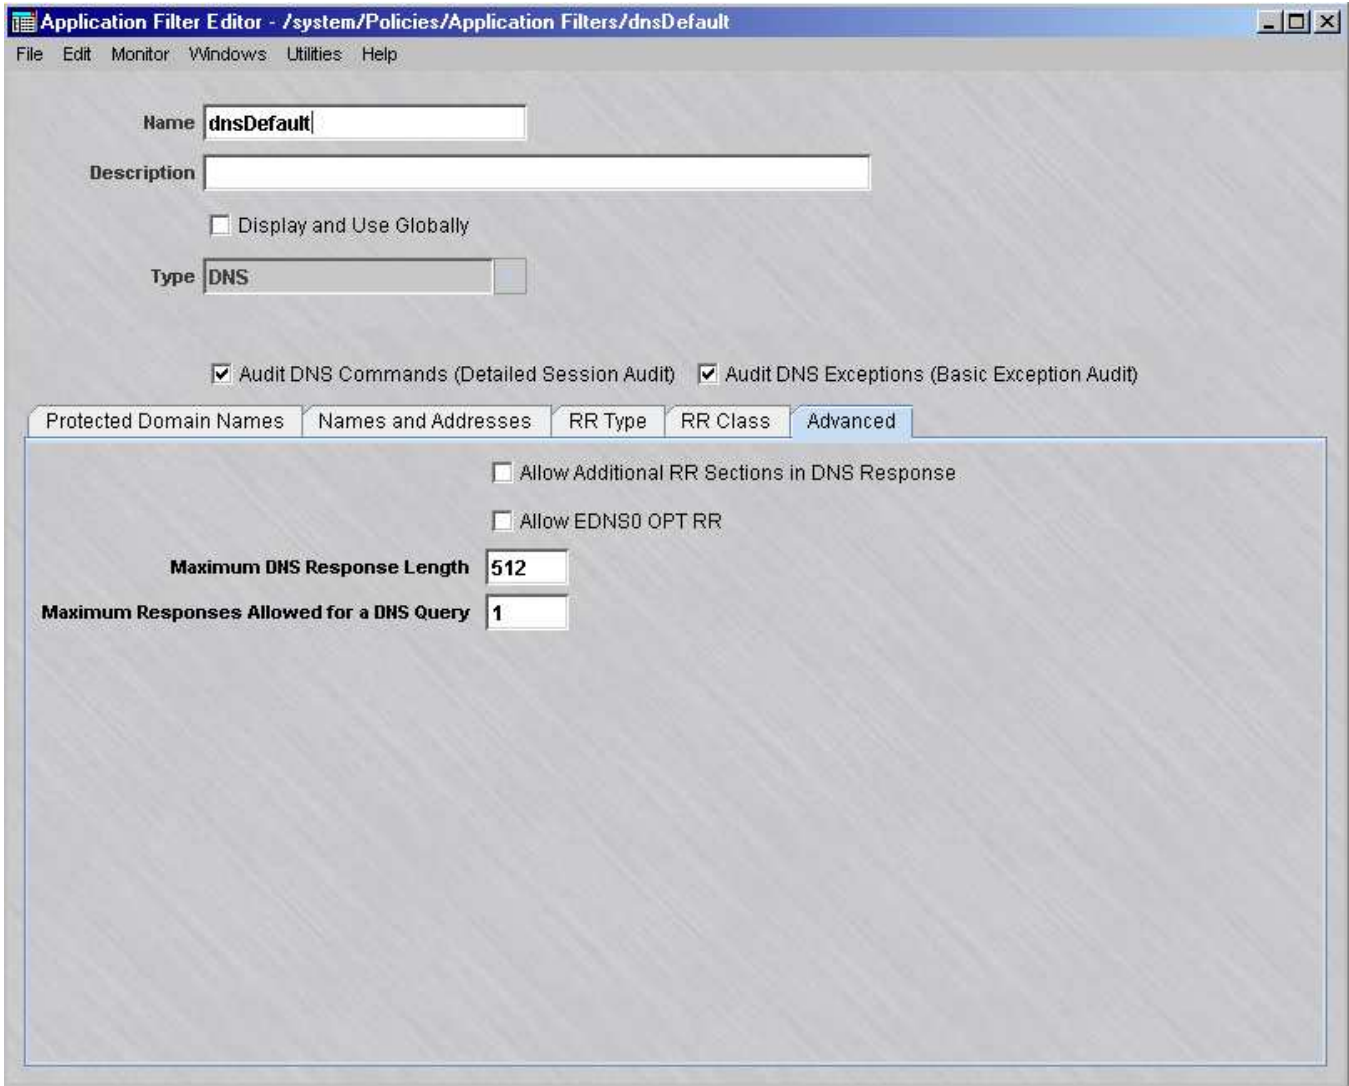 Application Filter Editor - /system/Policies/Application Filters/dnsDefault
File Edit Monitor Windows Utilities Help
Name dnsDefault
Description
Display and Use Globally
Type DNS
Audit DNS Commands (Detailed Session Audit) Audit DNS Exceptions (Basic Exception Audit)
Protected Domain Names Names and Addresses RR Type RR Class Advanced
Allow Additional RR Sections in DNS Response
Allow EDNS0 OPT RR
Maximum DNS Response Length 512
Maximum Responses Allowed for a DNS Query 1